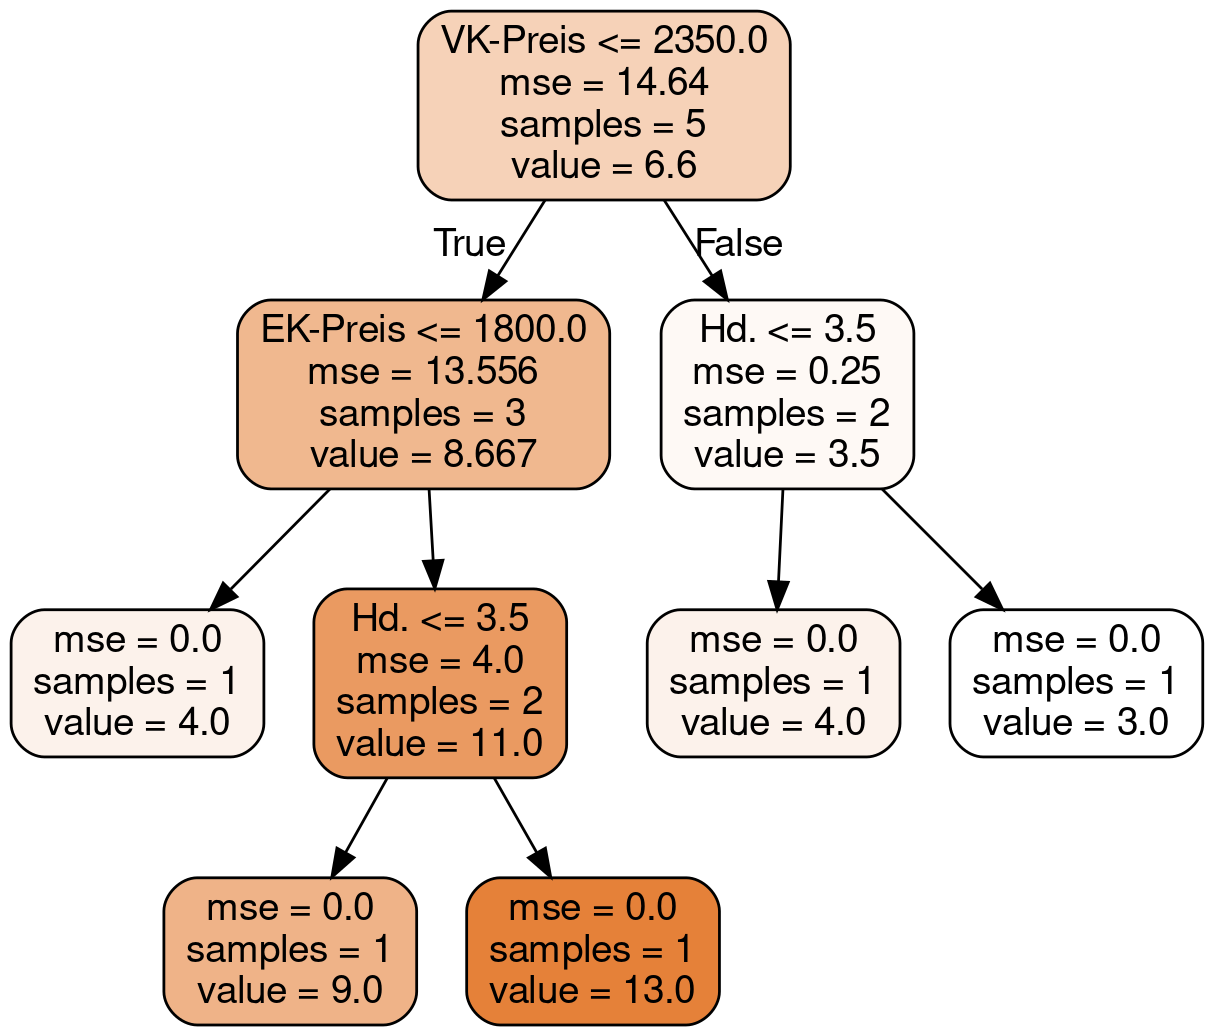 VK-Preis <= 2350.0
mse = 14.64
samples = 5
value = 6.6
True
False
EK-Preis <= 1800.0
mse = 13.556
samples = 3
value = 8.667
Hd. <= 3.5
mse = 0.25
samples = 2
value = 3.5
mse = 0.0
samples = 1
value = 4.0
Hd. <= 3.5
mse = 4.0
samples = 2
value = 11.0
mse = 0.0
samples = 1
value = 4.0
mse = 0.0
samples = 1
value = 3.0
mse = 0.0
samples = 1
value = 9.0
mse = 0.0
samples = 1
value = 13.0